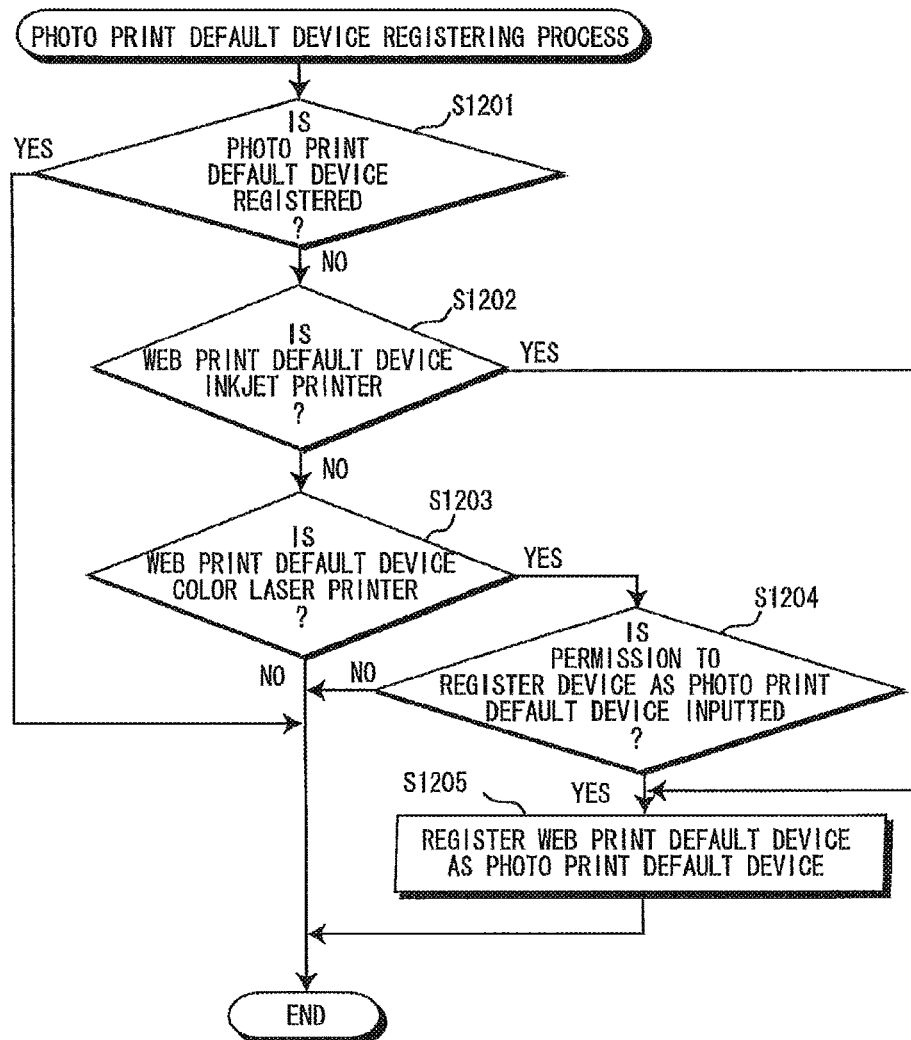 PHOTO PRINT DEFAULT DEVICE REGISTERING PROCESS
S1201
YES
IS
PHOTO PRINT
DEFAULT DEVICE
REGISTERED
?
NO
S1202
IS
WEB PRINT DEFAULT DEVICE
INKJET PRINTER
?
YES
NO
S1203
IS
WEB PRINT DEFAULT DEVICE
COLOR LASER PRINTER
?
YES
S1204
IS
PERMISSION TO
REGISTER DEVICE AS PHOTO PRINT
DEFAULT DEVICE INPUTTED
?
NO
NO
S1205
YES
REGISTER WEB PRINT DEFAULT DEVICE
AS PHOTO PRINT DEFAULT DEVICE
END